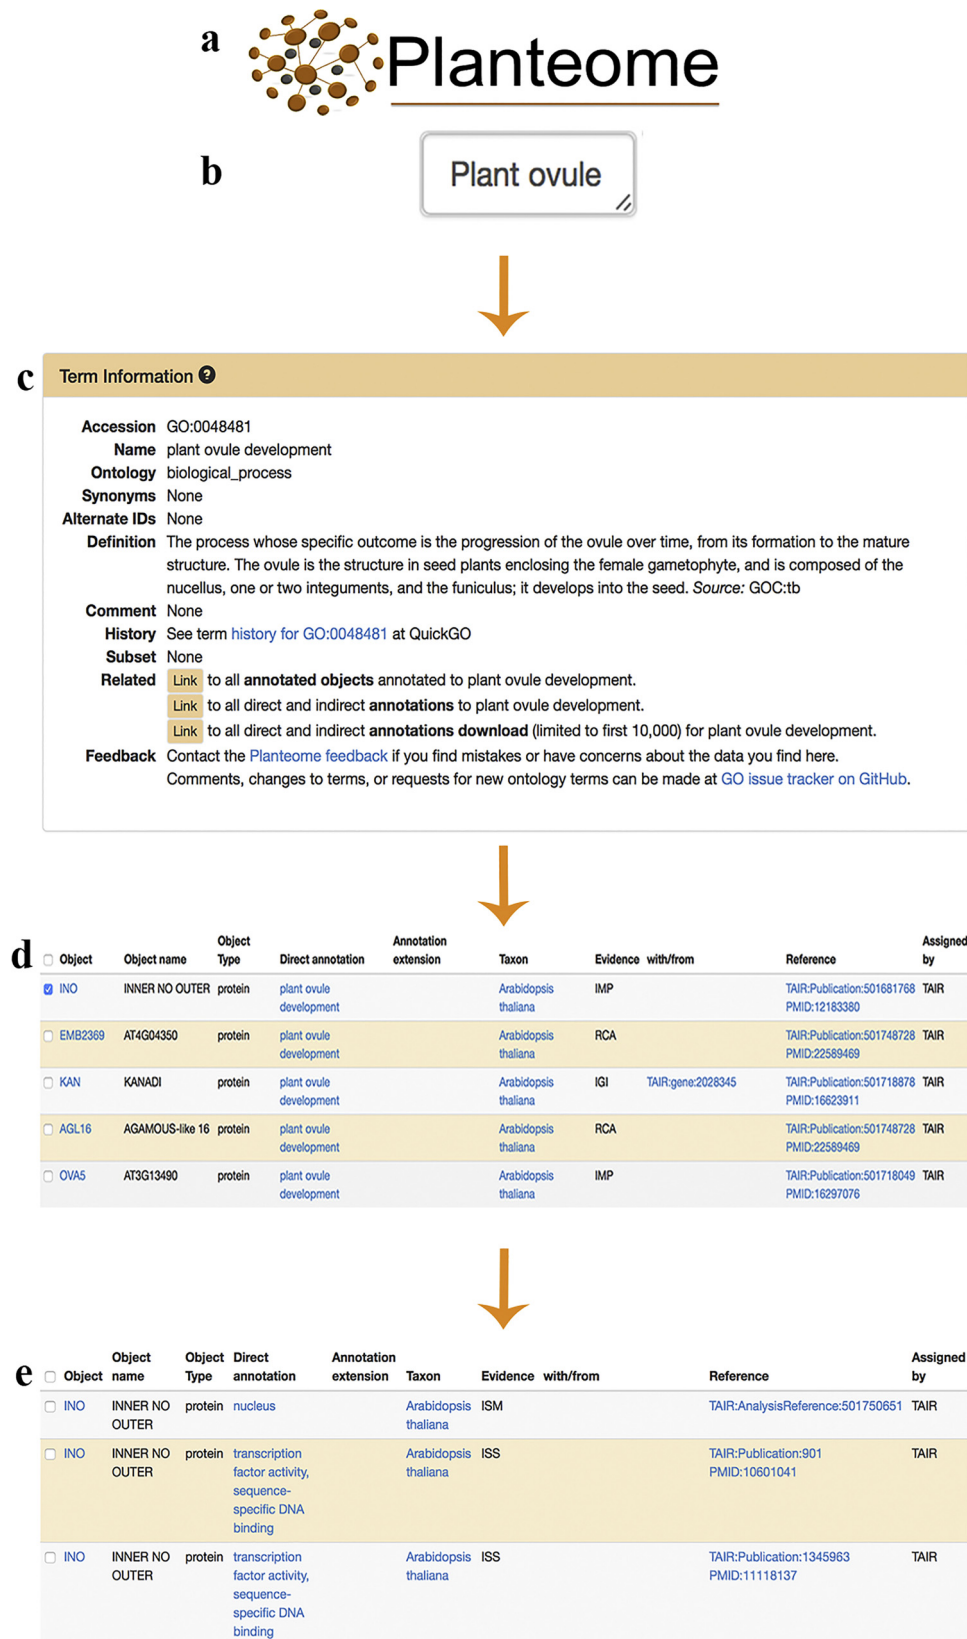 a
Planteome
b
Plant ovule
c
Term Information ?
Accession GO:0048481
Name plant ovule development
Ontology biological_process
Synonyms None
Alternate IDs None
Definition The process whose specific outcome is the progression of the ovule over time, from its formation to the mature
structure. The ovule is the structure in seed plants enclosing the female gametophyte, and is composed of the
nucellus, one or two integuments, and the funiculus; it develops into the seed. Source: GOC:tb
Comment None
History See term history for GO:0048481 at QuickGO
Subset None
Related Link to all annotated objects annotated to plant ovule development.
Link to all direct and indirect annotations to plant ovule development.
Link to all direct and indirect annotations download (limited to first 10,000) for plant ovule development.
Feedback Contact the Planteome feedback if you find mistakes or have concerns about the data you find here.
Comments, changes to terms, or requests for new ontology terms can be made at GO issue tracker on GitHub.
d
Object Annotation Assigned
Object Object name Type Direct annotation extension Taxon Evidence with/from Reference by
INO INNER NO OUTER protein plant ovule Arabidopsis IMP TAIR:Publication:501681768 TAIR
development thaliana PMID:12183380
EMB2369 AT4G04350 protein plant ovule Arabidopsis RCA TAIR:Publication:501748728 TAIR
development thaliana PMID:22589469
KAN KANADI protein plant ovule Arabidopsis IGI TAIR:gene:2028345 TAIR:Publication:501718878 TAIR
development thaliana PMID:16623911
AGL16 AGAMOUS-like 16 protein plant ovule Arabidopsis RCA TAIR:Publication:501748728 TAIR
development thaliana PMID:22589469
OVA5 AT3G13490 protein plant ovule Arabidopsis IMP TAIR:Publication:501718049 TAIR
development thaliana PMID:16297076
e
Object Object Direct Annotation Assigned
Object name Type annotation extension Taxon Evidence with/from Reference by
INO INNER NO protein nucleus Arabidopsis ISM TAIR:AnalysisReference:501750651 TAIR
OUTER thaliana
INO INNER NO protein transcription Arabidopsis ISS TAIR:Publication:901 TAIR
OUTER factor activity, thaliana PMID:10601041
sequence-
specific DNA
binding
INO INNER NO protein transcription Arabidopsis ISS TAIR:Publication:1345963 TAIR
OUTER factor activity, thaliana PMID:11118137
sequence-
specific DNA
binding